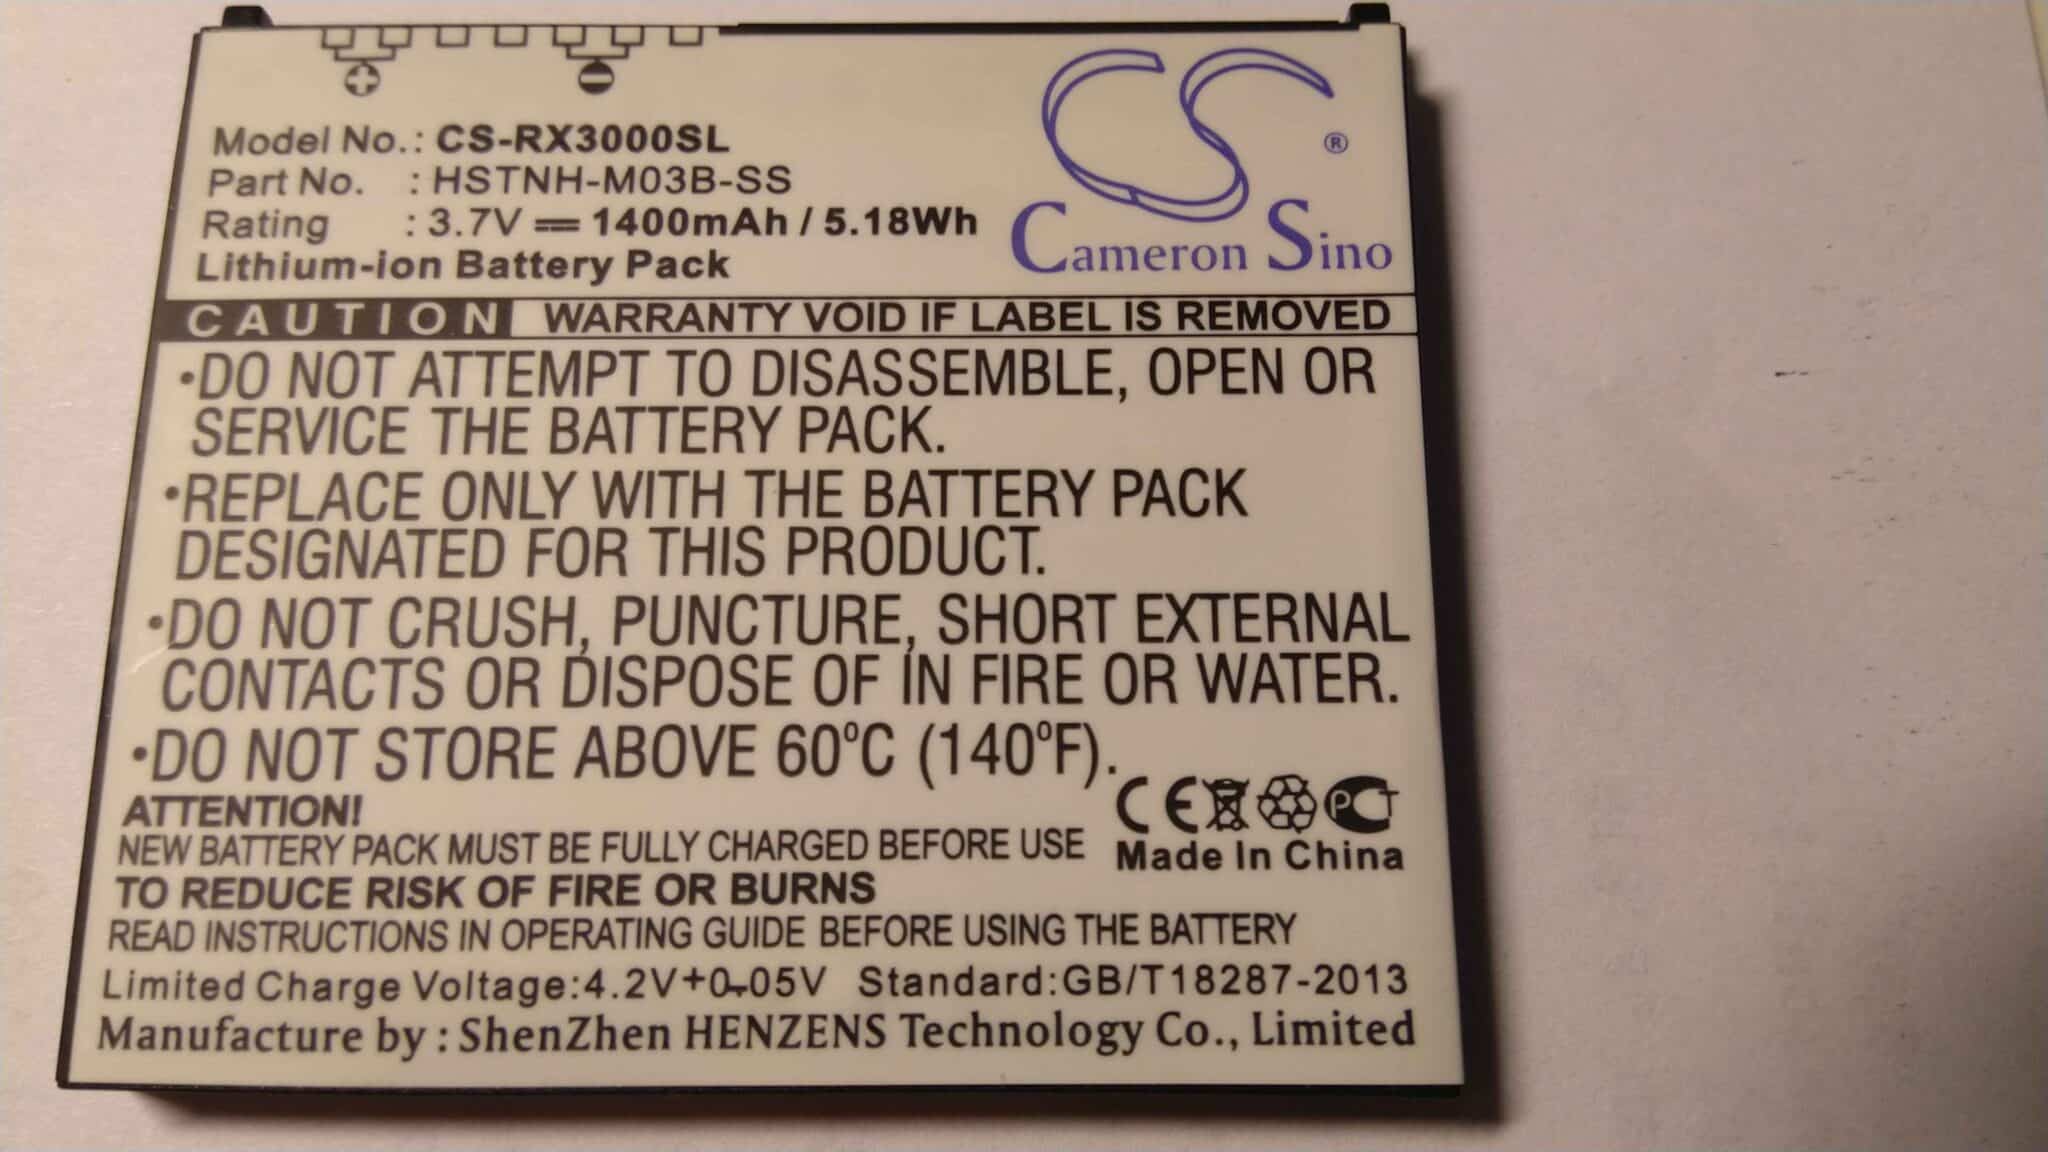 CS ®
Cameron Sino
Model No.: CS-RX3000SL
Part No. : HSTNH-M03B-SS
Rating : 3.7V ⎓ 1400mAh / 5.18Wh
Lithium-ion Battery Pack
CAUTION WARRANTY VOID IF LABEL IS REMOVED
•DO NOT ATTEMPT TO DISASSEMBLE, OPEN OR
SERVICE THE BATTERY PACK.
•REPLACE ONLY WITH THE BATTERY PACK
DESIGNATED FOR THIS PRODUCT.
•DO NOT CRUSH, PUNCTURE, SHORT EXTERNAL
CONTACTS OR DISPOSE OF IN FIRE OR WATER.
•DO NOT STORE ABOVE 60°C (140°F).
ATTENTION!
NEW BATTERY PACK MUST BE FULLY CHARGED BEFORE USE
TO REDUCE RISK OF FIRE OR BURNS
CE PCT
Made In China
READ INSTRUCTIONS IN OPERATING GUIDE BEFORE USING THE BATTERY
Limited Charge Voltage:4.2V+0.05V Standard:GB/T18287-2013
Manufacture by : ShenZhen HENZENS Technology Co., Limited